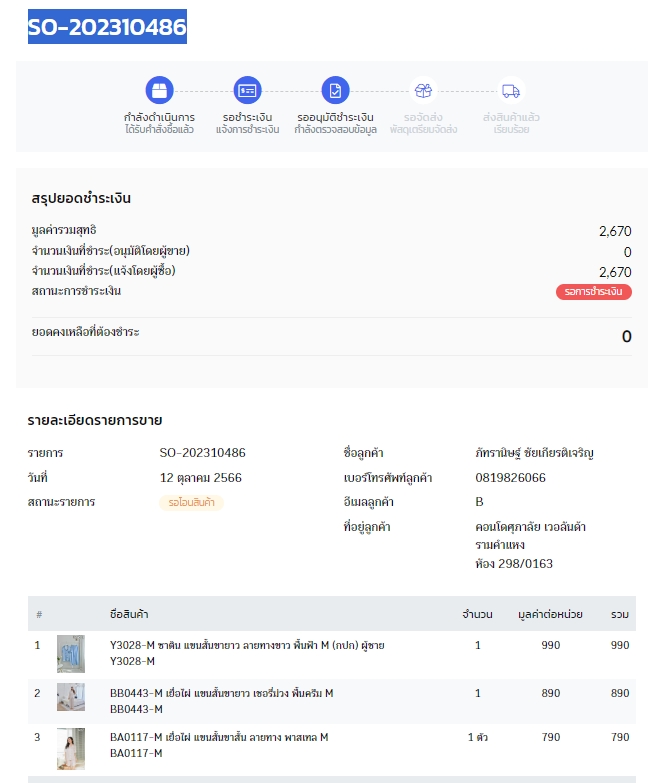 SO-202310486
กำลังดำเนินการ
ได้รับคำสั่งซื้อแล้ว
รอชำระเงิน
แจ้งการชำระเงิน
รออนุมัติชำระเงิน
กำลังตรวจสอบข้อมูล
รอจัดส่ง
พัสดุเตรียมจัดส่ง
ส่งสินค้าแล้ว
เรียบร้อย
สรุปยอดชำระเงิน
มูลค่ารวมสุทธิ 2,670
จำนวนเงินที่ชำระ(อนุมัติโดยผู้ขาย) 0
จำนวนเงินที่ชำระ(แจ้งโดยผู้ซื้อ) 2,670
สถานะการชำระเงิน รอการชำระเงิน
ยอดคงเหลือที่ต้องชำระ 0
รายละเอียดรายการขาย
รายการ SO-202310486
วันที่ 12 ตุลาคม 2566
สถานะรายการ รอโอนสินค้า
ชื่อลูกค้า ภัทรานิษฐ์ ชัยเกียรติเจริญ
เบอร์โทรศัพท์ลูกค้า 0819826066
อีเมลลูกค้า B
ที่อยู่ลูกค้า คอนโดศุภาลัย เวอลันด้า
รามคำแหง
ห้อง 298/0163
# ชื่อสินค้า จำนวน มูลค่าต่อหน่วย รวม
1 Y3028-M ซาติน แขนสั้นขายาว ลายทางขาว พื้นฟ้า M (กปก) ผู้ชาย 1 990 990
Y3028-M
2 BB0443-M เยื่อไผ่ แขนสั้นขายาว เชอรี่ม่วง พื้นครีม M 1 890 890
BB0443-M
3 BA0117-M เยื่อไผ่ แขนสั้นขาสั้น ลายทาง พาสเทล M 1 ตัว 790 790
BA0117-M